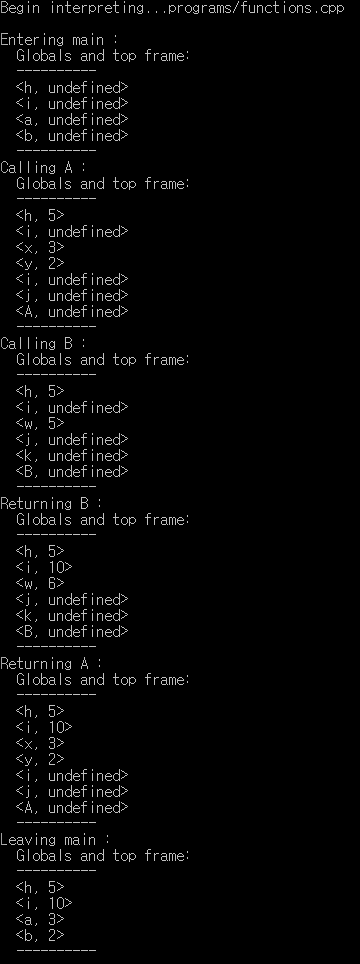 Begin interpreting...programs/functions.cpp
Entering main :
Globals and top frame:
----------
<h, undefined>
<i, undefined>
<a, undefined>
<b, undefined>
----------
Calling A :
Globals and top frame:
----------
<h, 5>
<i, undefined>
<x, 3>
<y, 2>
<i, undefined>
<j, undefined>
<A, undefined>
----------
Calling B :
Globals and top frame:
----------
<h, 5>
<i, undefined>
<w, 5>
<j, undefined>
<k, undefined>
<B, undefined>
----------
Returning B :
Globals and top frame:
----------
<h, 5>
<i, 10>
<w, 6>
<j, undefined>
<k, undefined>
<B, undefined>
----------
Returning A :
Globals and top frame:
----------
<h, 5>
<i, 10>
<x, 3>
<y, 2>
<i, undefined>
<j, undefined>
<A, undefined>
----------
Leaving main :
Globals and top frame:
----------
<h, 5>
<i, 10>
<a, 3>
<b, 2>
----------